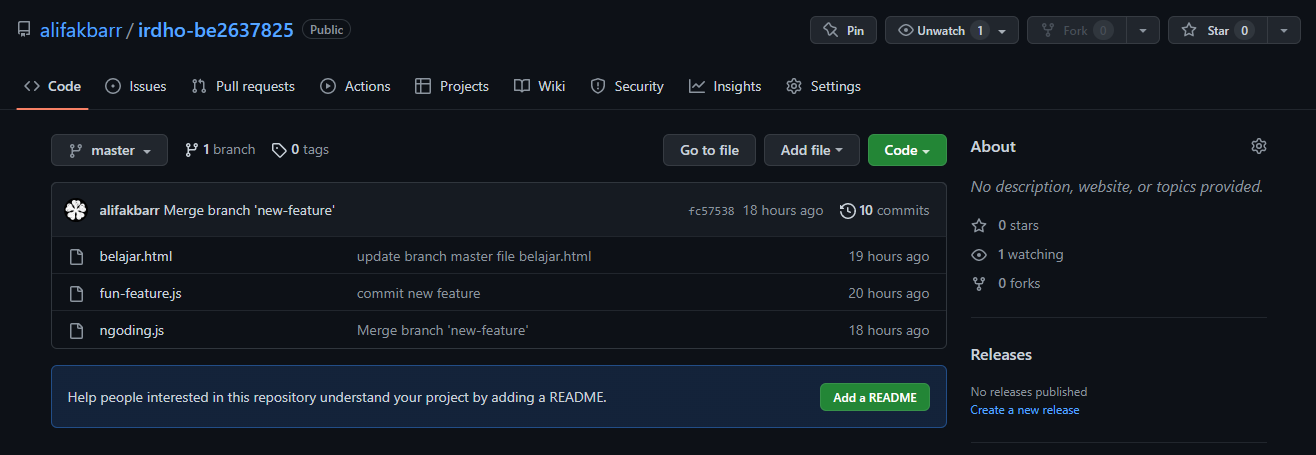 alifakbarr / irdho-be2637825 Public Pin Unwatch 1 Fork 0 Star 0
Code Issues Pull requests Actions Projects Wiki Security Insights Settings
master 1 branch 0 tags Go to file Add file Code
alifakbarr Merge branch 'new-feature' fc57538 18 hours ago 10 commits
belajar.html update branch master file belajar.html 19 hours ago
fun-feature.js commit new feature 20 hours ago
ngoding.js Merge branch 'new-feature' 18 hours ago
Help people interested in this repository understand your project by adding a README. Add a README
About
No description, website, or topics provided.
0 stars
1 watching
0 forks
Releases
No releases published
Create a new release